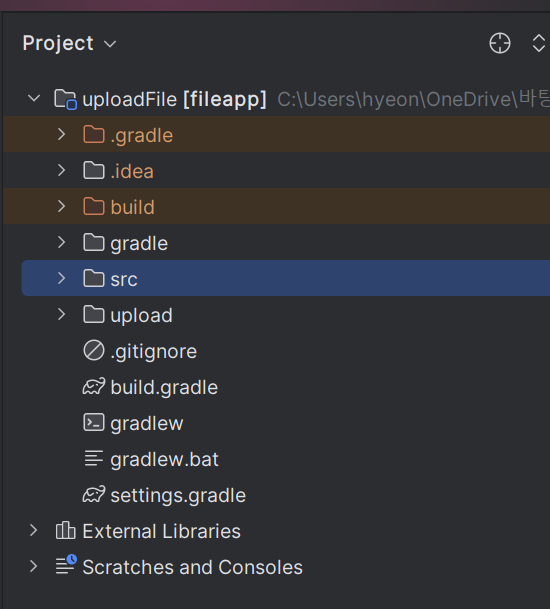 Project
uploadFile [fileapp] C:\Users\hyeon\OneDrive\바탕
.gradle
.idea
build
gradle
src
upload
.gitignore
build.gradle
gradlew
gradlew.bat
settings.gradle
External Libraries
Scratches and Consoles